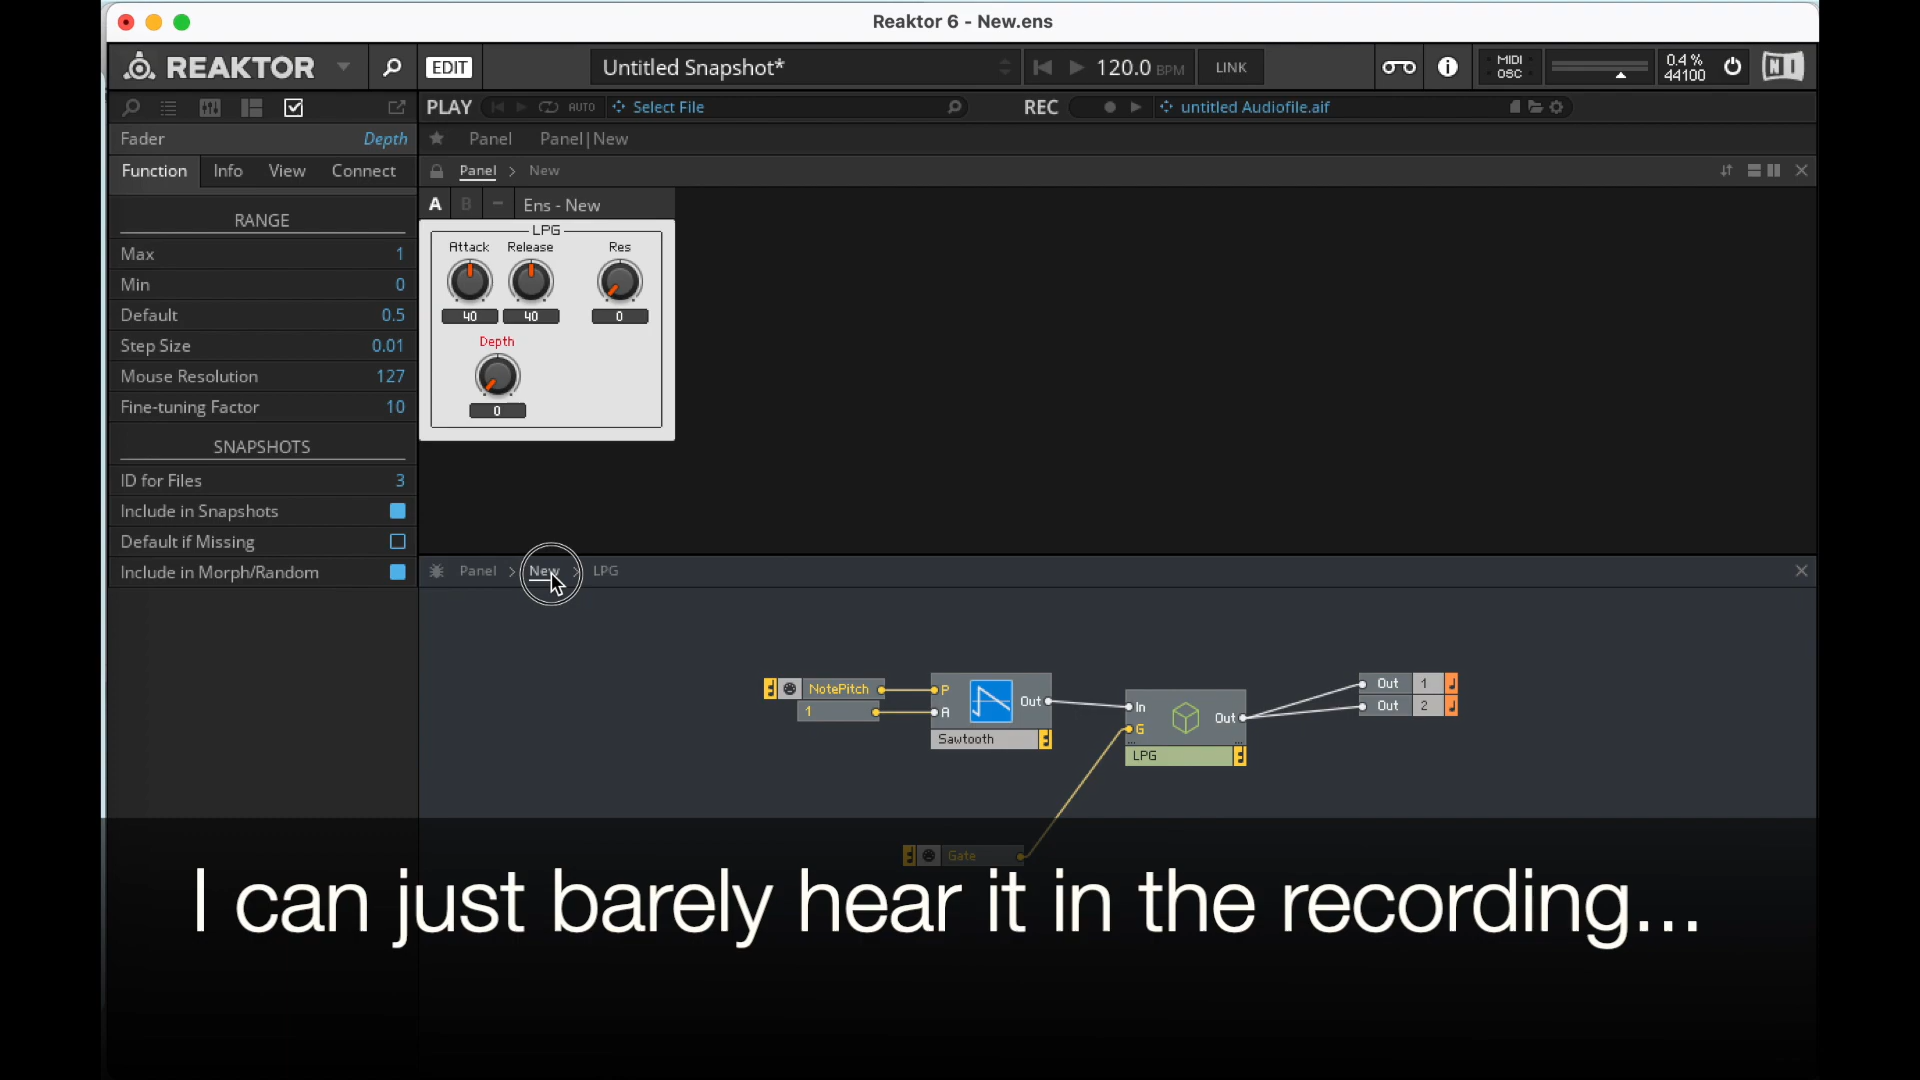 Reaktor 6 - New.ens
REAKTOR
EDIT
Untitled Snapshot*
120.0 BPM
LINK
MIDI
OSC
0.4 %
44100
NI
PLAY
AUTO
Select File
REC
untitled Audiofile.aif
Fader
Depth
Panel
Panel|New
Function
Info
View
Connect
Panel
New
RANGE
Max
1
Min
0
Default
0.5
Step Size
0.01
Mouse Resolution
127
Fine-tuning Factor
10
SNAPSHOTS
ID for Files
3
Include in Snapshots
Default if Missing
Include in Morph/Random
A
B
Ens - New
LPG
Attack
Release
Res
40
40
0
Depth
0
Panel
New
LPG
NotePitch
1
P
A
Out
Sawtooth
In
G
Out
LPG
Out
1
Out
2
Gate
I can just barely hear it in the recording...